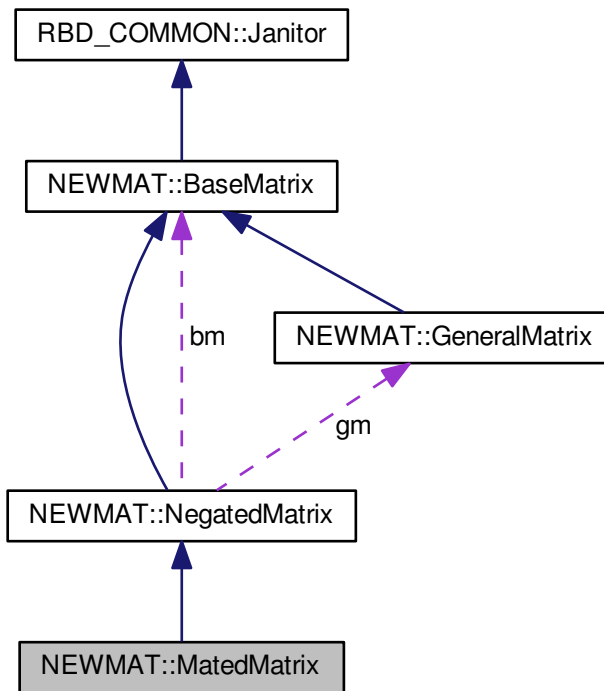 RBD_COMMON::Janitor
NEWMAT::BaseMatrix
bm
NEWMAT::GeneralMatrix
gm
NEWMAT::NegatedMatrix
NEWMAT::MatedMatrix